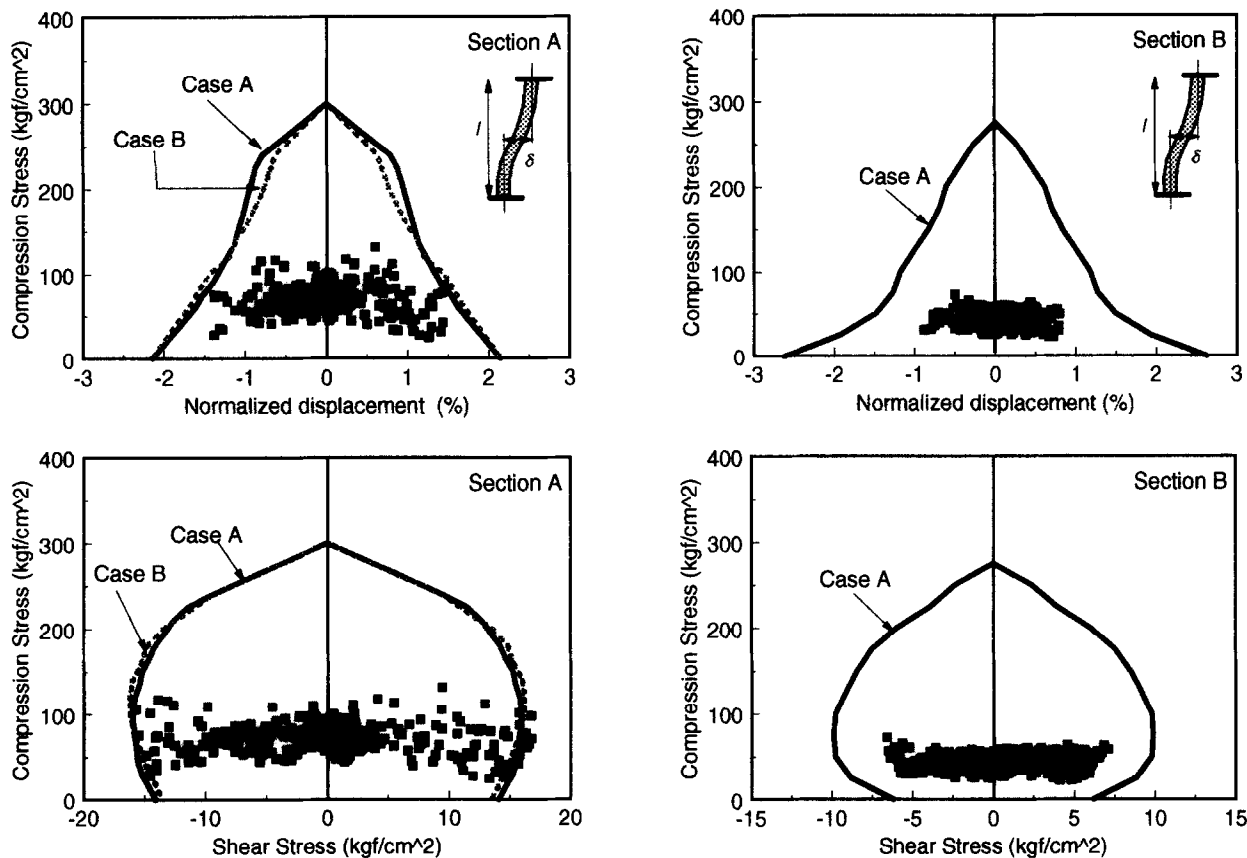 Compression Stress (kgf/cm^2)
400
300
200
100
0
Section A
Case A
Case B
l
δ
-3
-2
-1
0
1
2
3
Normalized displacement (%)
Compression Stress (kgf/cm^2)
400
300
200
100
0
Section B
Case A
l
δ
-3
-2
-1
0
1
2
3
Normalized displacement (%)
Compression Stress (kgf/cm^2)
400
300
200
100
0
Section A
Case A
Case B
-20
-10
0
10
20
Shear Stress (kgf/cm^2)
Compression Stress (kgf/cm^2)
400
300
200
100
0
Section B
Case A
-15
-10
-5
0
5
10
15
Shear Stress (kgf/cm^2)